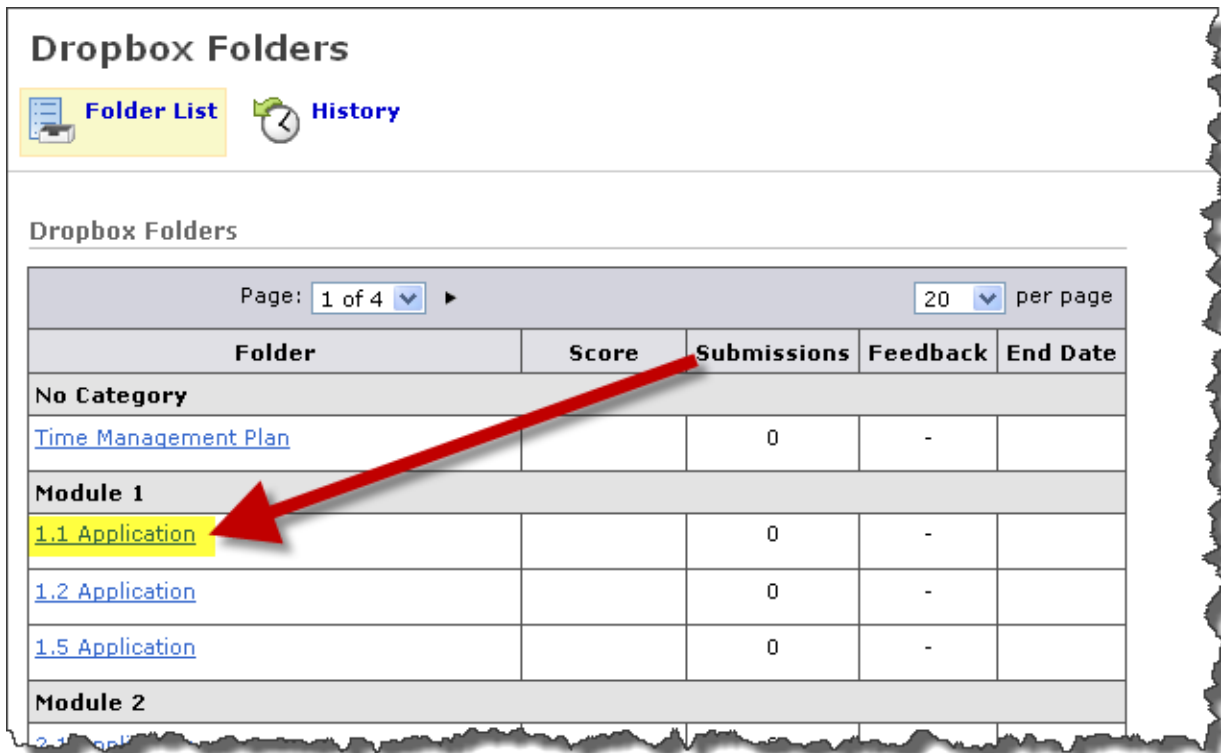 Dropbox Folders
Folder List History
Dropbox Folders
Page: 1 of 4 20 per page
Folder Score Submissions Feedback End Date
No Category
Time Management Plan 0 -
Module 1
1.1 Application 0 -
1.2 Application 0 -
1.5 Application 0 -
Module 2